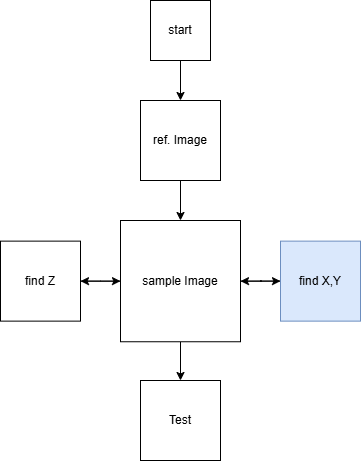 start
ref. Image
find Z
sample Image
find X,Y
Test